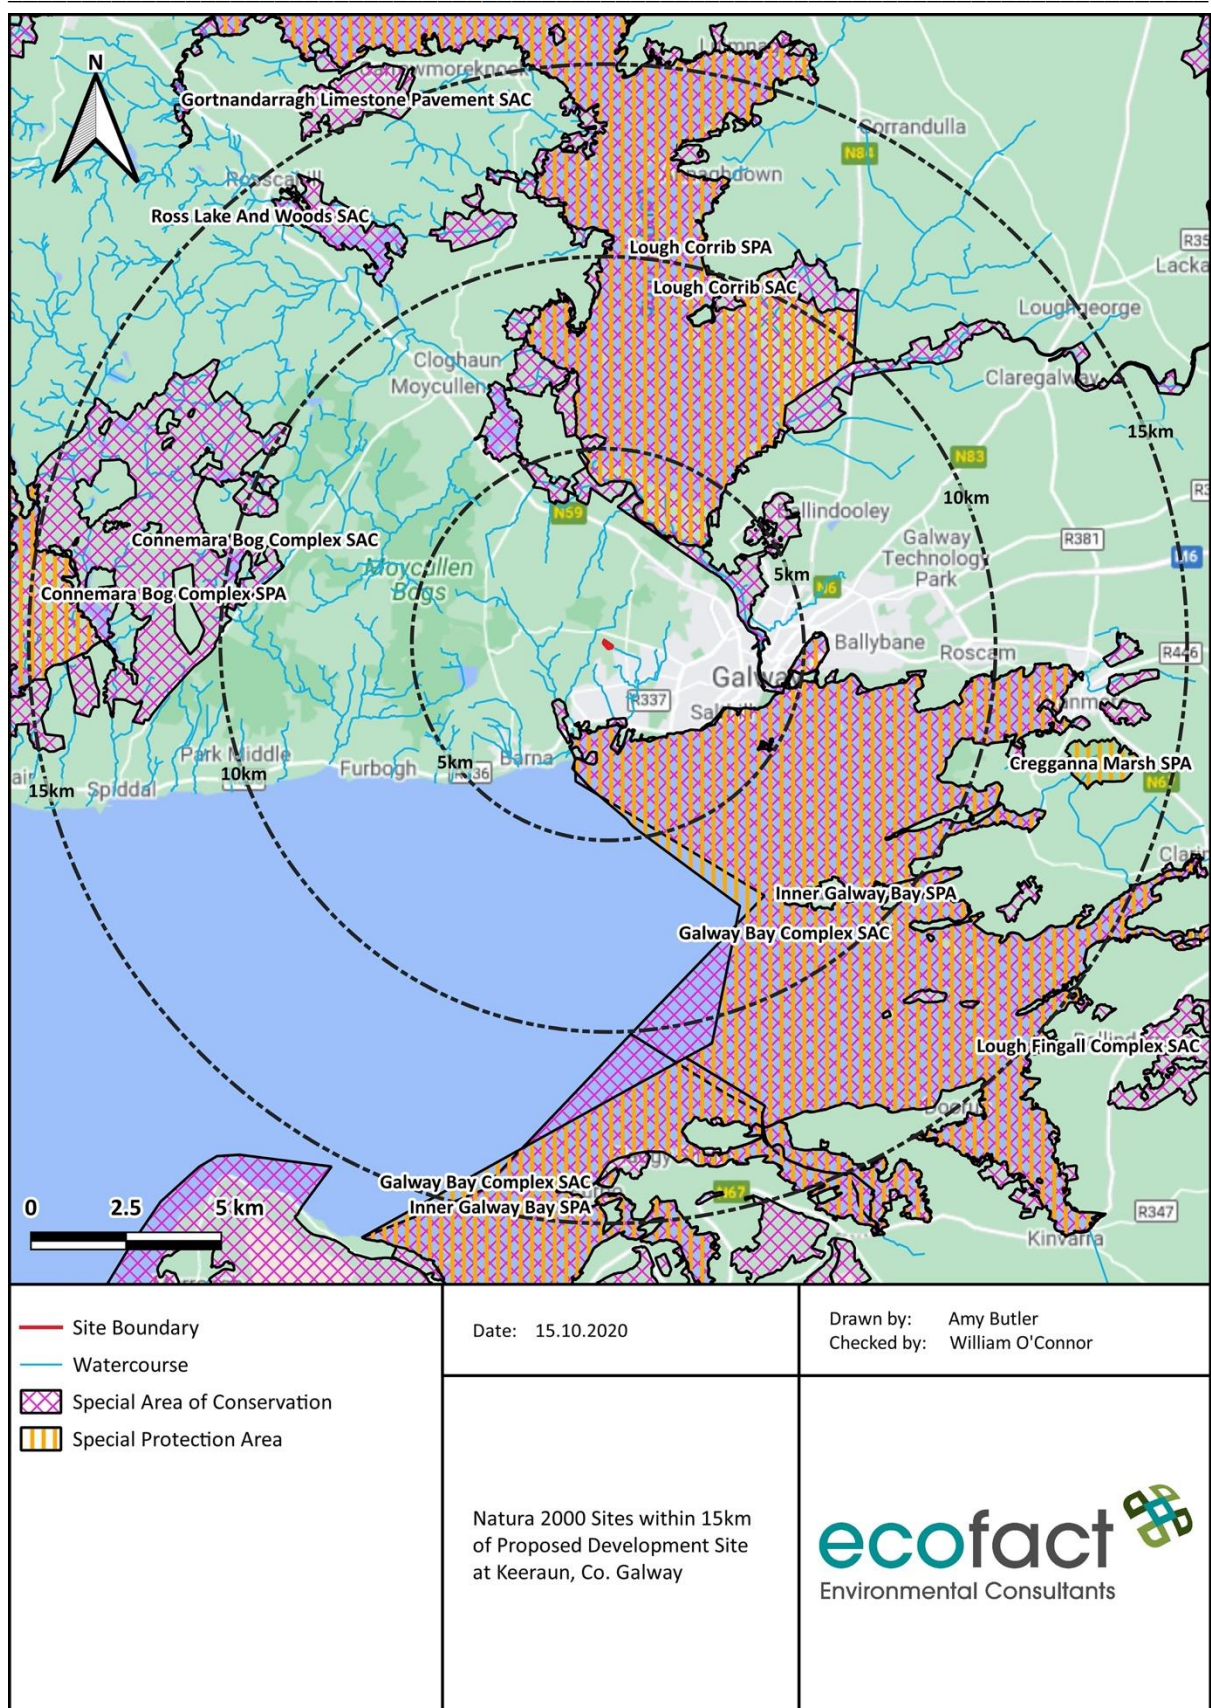 N
Gortnandarragh Limestone Pavement SAC
Corrandulla
N84
Ross Lake And Woods SAC
Lough Corrib SPA
Lough Corrib SAC
Loughgeorge
Cloghaun
Moycullen
Claregalway
15km
N83
10km
N59
Ballindooley
Galway
Technology
Park
R381
M6
Connemara Bog Complex SAC
Moycullen
Bogs
5km
N6
Connemara Bog Complex SPA
Ballybane
Roscam
R446
Galway
R337
Park Middle
Furbogh
Barna
5km
10km
15km
Spiddal
Cregganna Marsh SPA
Inner Galway Bay SPA
Galway Bay Complex SAC
Lough Fingall Complex SAC
Galway Bay Complex SAC
Inner Galway Bay SPA
N67
R347
Kinvarra
0 2.5 5 km
Site Boundary
Watercourse
Special Area of Conservation
Special Protection Area
Date: 15.10.2020
Drawn by: Amy Butler
Checked by: William O'Connor
Natura 2000 Sites within 15km
of Proposed Development Site
at Keeraun, Co. Galway
ecofact
Environmental Consultants